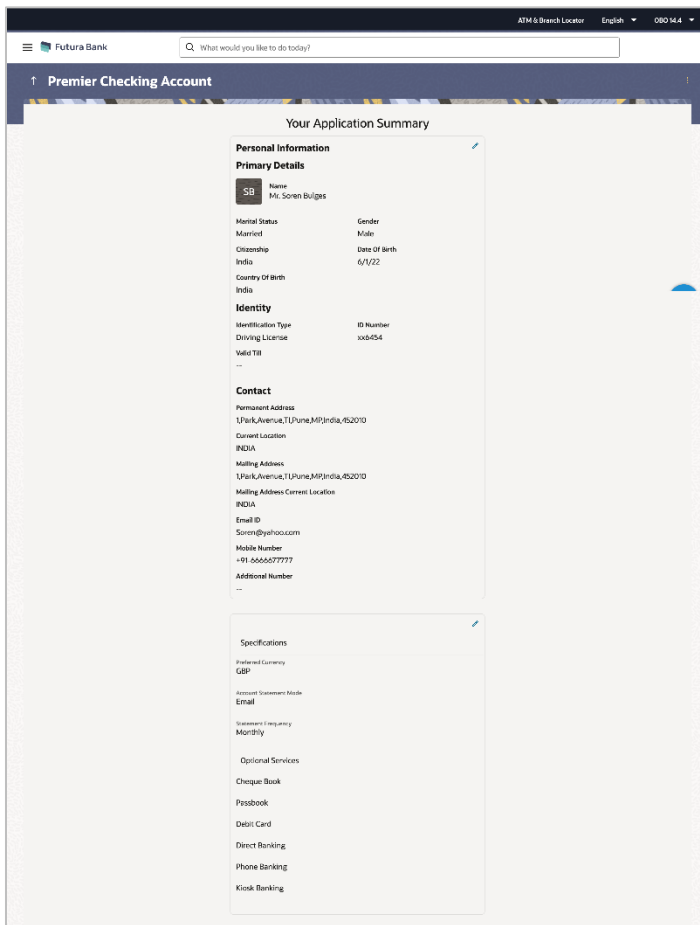 ATM & Branch Locator English OBO 14.4
Futura Bank
What would you like to do today?
Premier Checking Account
Your Application Summary
Personal Information
Primary Details
SB
Name
Mr. Soren Bulges
Marital Status Gender
Married Male
Citizenship Date Of Birth
India 6/1/22
Country Of Birth
India
Identity
Identification Type ID Number
Driving License xx6454
Valid Till
---
Contact
Permanent Address
1,Park,Avenue,TI,Pune,MP,India,452010
Current Location
INDIA
Mailing Address
1,Park,Avenue,TI,Pune,MP,India,452010
Mailing Address Current Location
INDIA
Email ID
Soren@yahoo.com
Mobile Number
+91-6666677777
Additional Number
---
Specifications
Preferred Currency
GBP
Account Statement Mode
Email
Statement Frequency
Monthly
Optional Services
Cheque Book
Passbook
Debit Card
Direct Banking
Phone Banking
Kiosk Banking